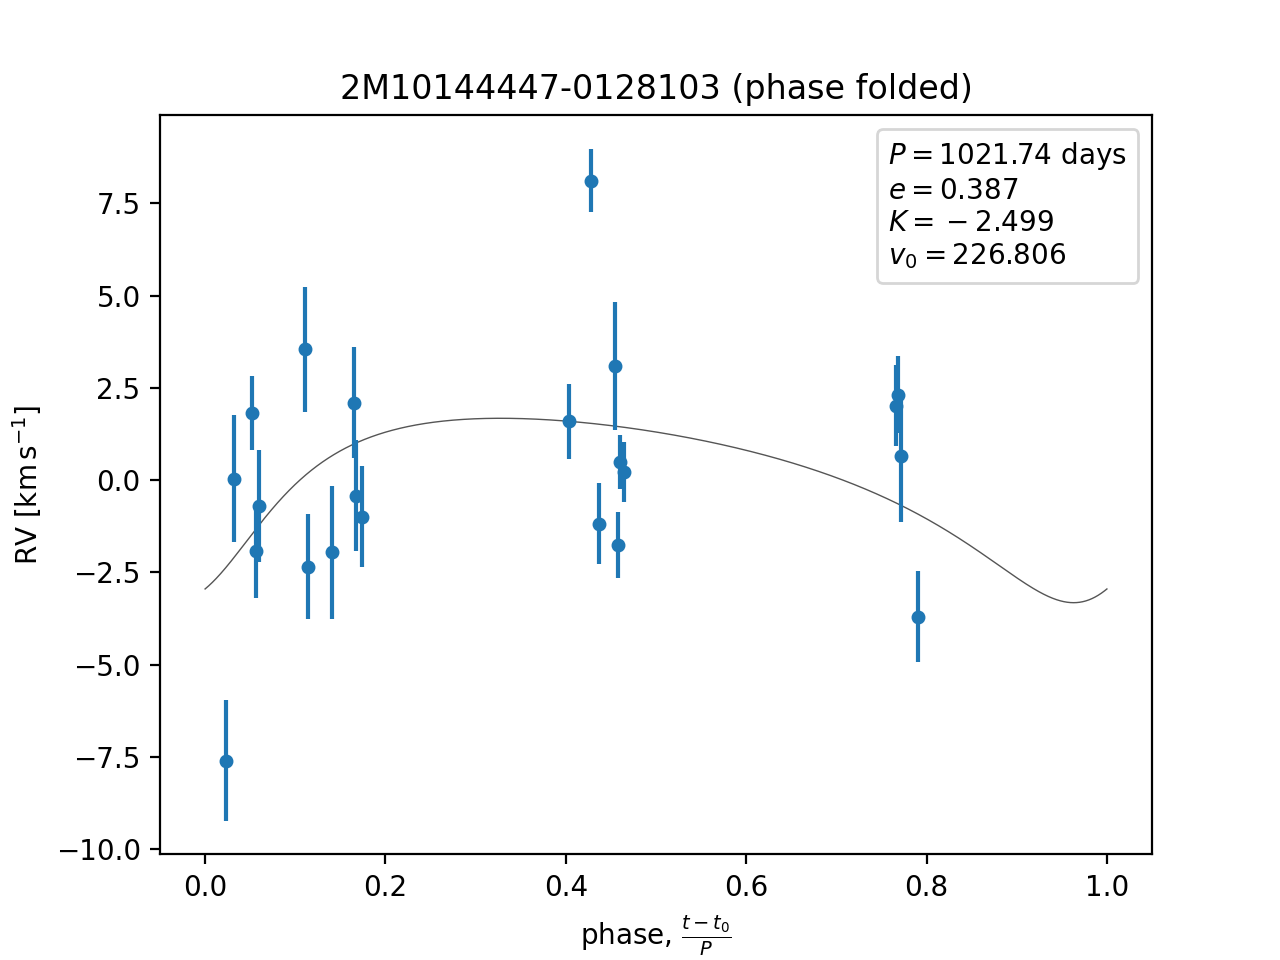 2M10144447-0128103 (phase folded)
P = 1021.74 days
e = 0.387
K = −2.499
v₀ = 226.806
RV [km s⁻¹]
7.5
5.0
2.5
0.0
−2.5
−5.0
−7.5
−10.0
0.0 0.2 0.4 0.6 0.8 1.0
phase, (t − t₀)/P